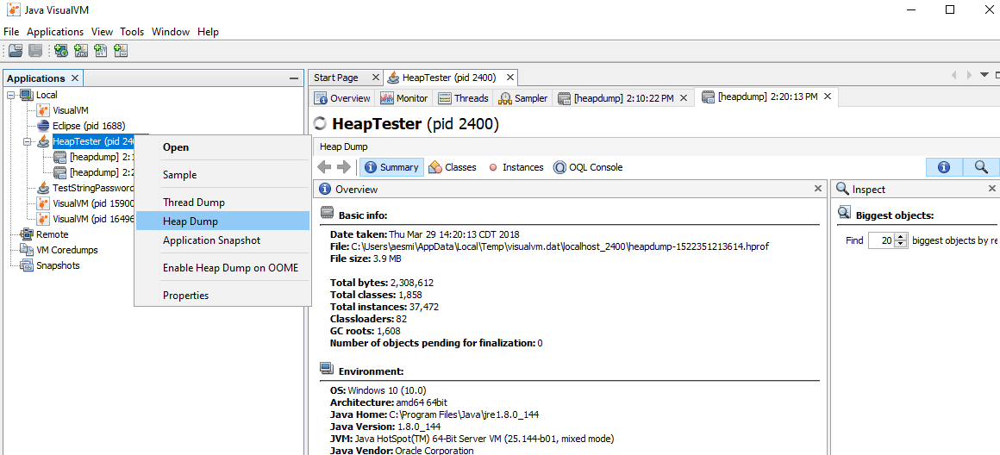 Java VisualVM
File Applications View Tools Window Help
Applications
Local
VisualVM
Eclipse (pid 1688)
HeapTester (pid 24
[heapdump] 2:
[heapdump] 2:2
TestStringPassword
VisualVM (pid 15900
VisualVM (pid 16496
Remote
VM Coredumps
Snapshots
Open
Sample
Thread Dump
Heap Dump
Application Snapshot
Enable Heap Dump on OOME
Properties
Start Page HeapTester (pid 2400)
Overview Monitor Threads Sampler [heapdump] 2:10:22 PM [heapdump] 2:20:13 PM
HeapTester (pid 2400)
Heap Dump
Summary Classes Instances OQL Console
Overview
Basic info:
Date taken: Thu Mar 29 14:20:13 CDT 2018
File: C:\Users\aesmi\AppData\Local\Temp\visualvm.dat\localhost_2400\heapdump-1522351213614.hprof
File size: 3.9 MB
Total bytes: 2,308,612
Total classes: 1,858
Total instances: 37,472
Classloaders: 82
GC roots: 1,608
Number of objects pending for finalization: 0
Environment:
OS: Windows 10 (10.0)
Architecture: amd64 64bit
Java Home: C:\Program Files\Java\jre1.8.0_144
Java Version: 1.8.0_144
JVM: Java HotSpot(TM) 64-Bit Server VM (25.144-b01, mixed mode)
Java Vendor: Oracle Corporation
Inspect
Biggest objects:
Find 20 biggest objects by re